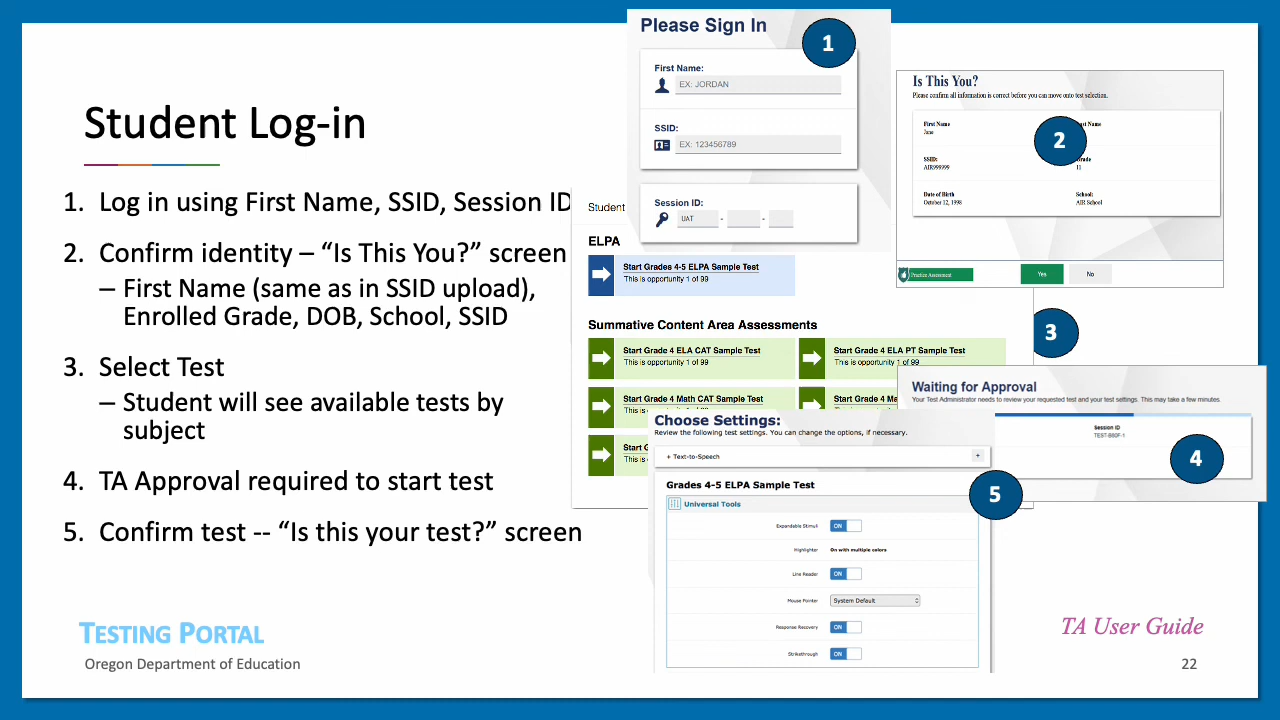 Student Log-in
1. Log in using First Name, SSID, Session ID
2. Confirm identity – “Is This You?” screen
– First Name (same as in SSID upload),
Enrolled Grade, DOB, School, SSID
3. Select Test
– Student will see available tests by
subject
4. TA Approval required to start test
5. Confirm test -- “Is this your test?” screen
TESTING PORTAL
Oregon Department of Education
Please Sign In
1
First Name:
EX: JORDAN
SSID:
EX: 123456789
Session ID:
UAT - -
Is This You?
Please confirm all information is correct before you can move onto test selection.
2
First Name
Name
Jane
SSID:
Grade
AIR999999
11
Date of Birth
School:
October 12, 1998
AIR School
Practice Assessment
Yes
No
Student
ELPA
Start Grades 4-5 ELPA Sample Test
This is opportunity 1 of 99
3
Summative Content Area Assessments
Start Grade 4 ELA CAT Sample Test
This is opportunity 1 of 99
Start Grade 4 ELA PT Sample Test
This is opportunity 1 of 99
Start Grade 4 Math CAT Sample Test
Start Grade 4 Ma
Waiting for Approval
Your Test Administrator needs to review your requested test and your test settings. This may take a few minutes.
Session ID
TEST-B80F-1
4
Choose Settings:
Review the following test settings. You can change the options, if necessary.
+ Text-to-Speech +
5
Grades 4-5 ELPA Sample Test
Universal Tools
Expandable Stimuli ON
Highlighter On with multiple colors
Line Reader ON
Mouse Pointer System Default
Response Recovery ON
Strikethrough ON
TA User Guide
22